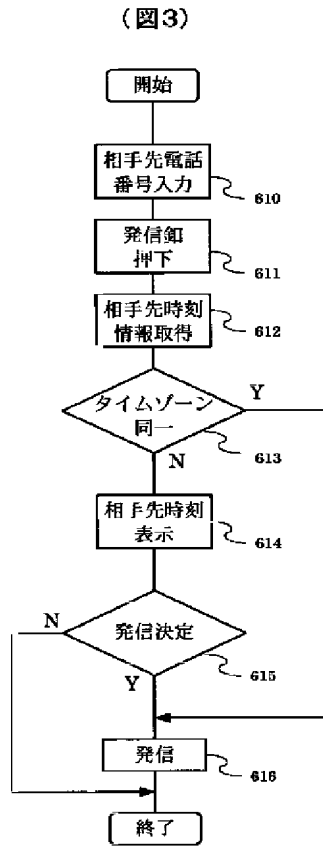 (図3)
開始
相手先電話
番号入力
610
発信釦
押下
611
相手先時刻
情報取得
612
タイムゾーン
同一
Y
613
N
相手先時刻
表示
614
N
発信決定
615
Y
発信
616
終了